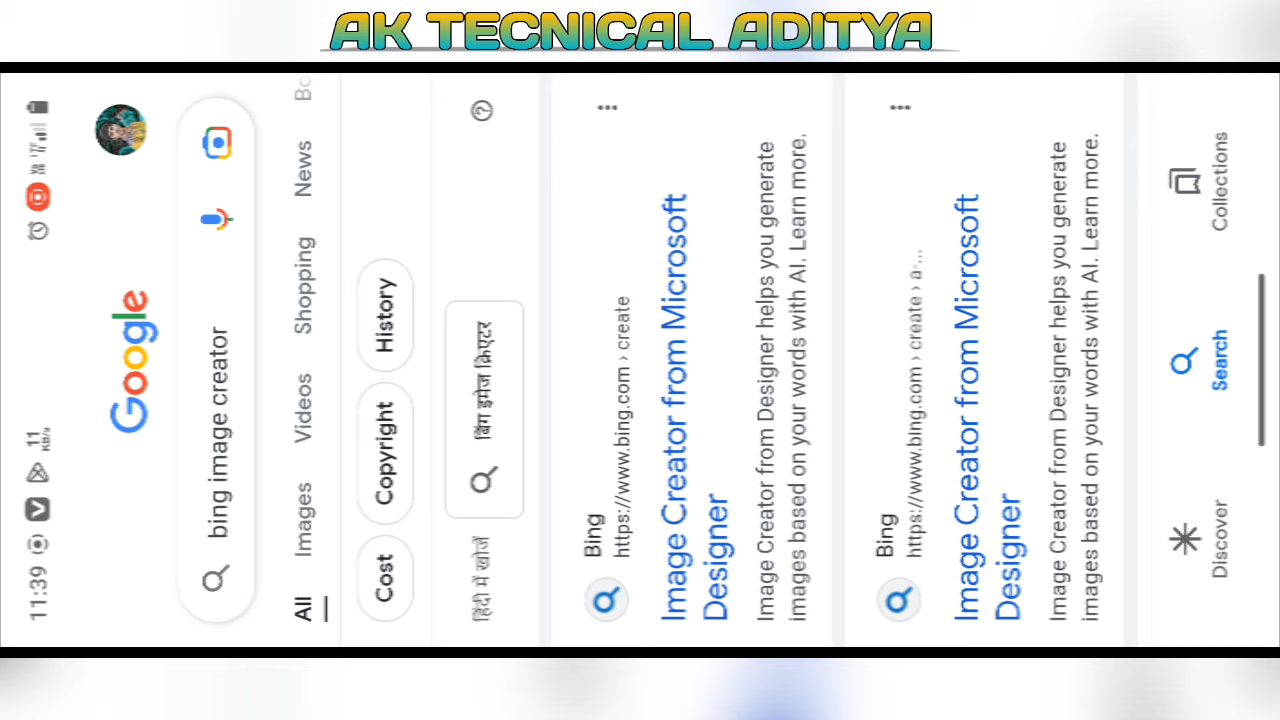 AK TECNICAL ADITYA
11:39
11
KB/s
Google
bing image creator
All Images Videos Shopping News Bo
Cost Copyright History
हिंदी में खोजें बिंग इमेज क्रिएटर
Bing
https://www.bing.com › create
Image Creator from Microsoft
Designer
Image Creator from Designer helps you generate
images based on your words with AI. Learn more.
Bing
https://www.bing.com › create › a-...
Image Creator from Microsoft
Designer
Image Creator from Designer helps you generate
images based on your words with AI. Learn more.
Discover Search Collections